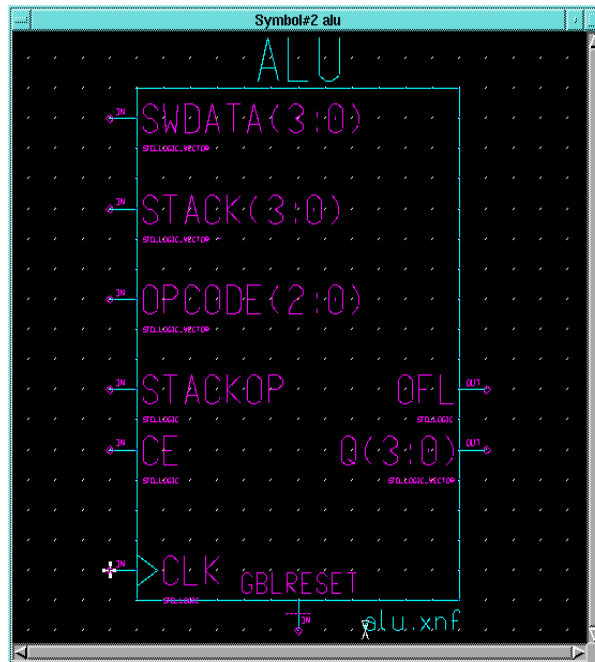 Symbol#2 alu
ALU
IN
SWDATA(3:0)
STD_LOGIC_VECTOR
IN
STACK(3:0)
STD_LOGIC_VECTOR
IN
OPCODE(2:0)
STD_LOGIC_VECTOR
IN
STACKOP
STD_LOGIC
OFL
OUT
STD_LOGIC
IN
CE
STD_LOGIC
Q(3:0)
OUT
STD_LOGIC_VECTOR
IN
CLK
STD_LOGIC
GBLRESET
IN
alu.xnf